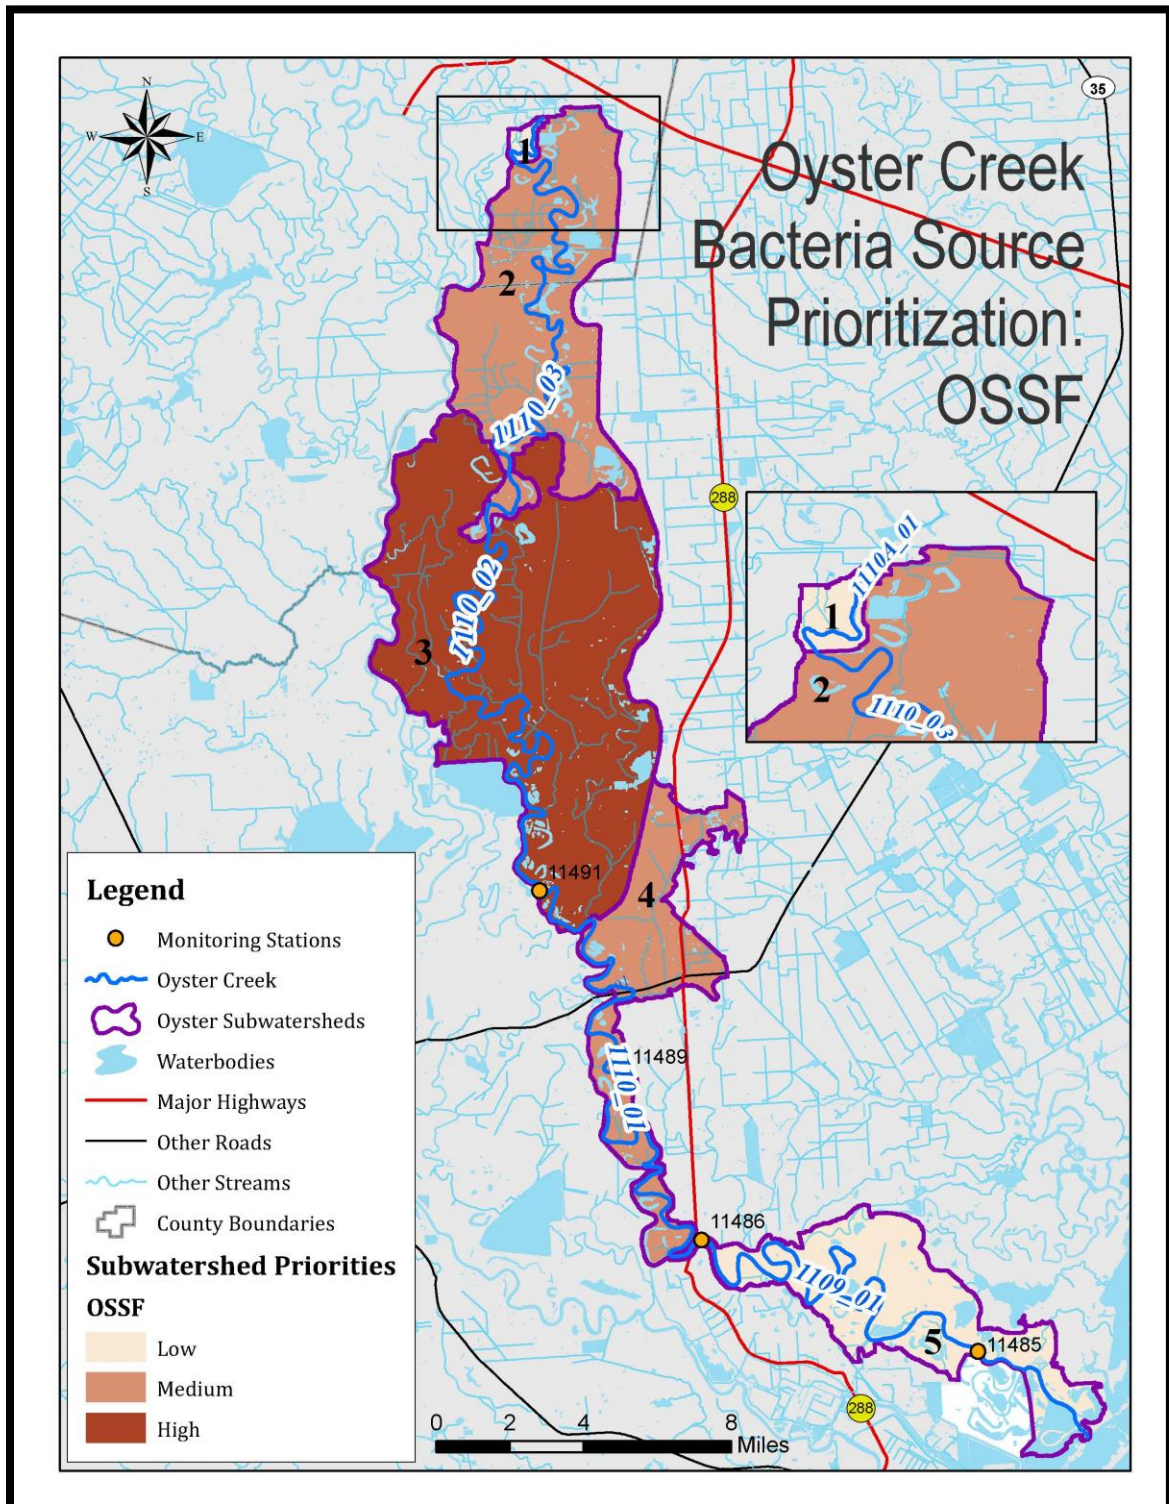 N
W
E
S
35
Oyster Creek
Bacteria Source
Prioritization:
OSSF
1
2
1110_03
288
1110A_01
1
2
1110_03
1110_02
3
11491
4
11489
1110_01
11486
1109_01
5
11485
288
Legend
Monitoring Stations
Oyster Creek
Oyster Subwatersheds
Waterbodies
Major Highways
Other Roads
Other Streams
County Boundaries
Subwatershed Priorities
OSSF
Low
Medium
High
0 2 4 8
Miles